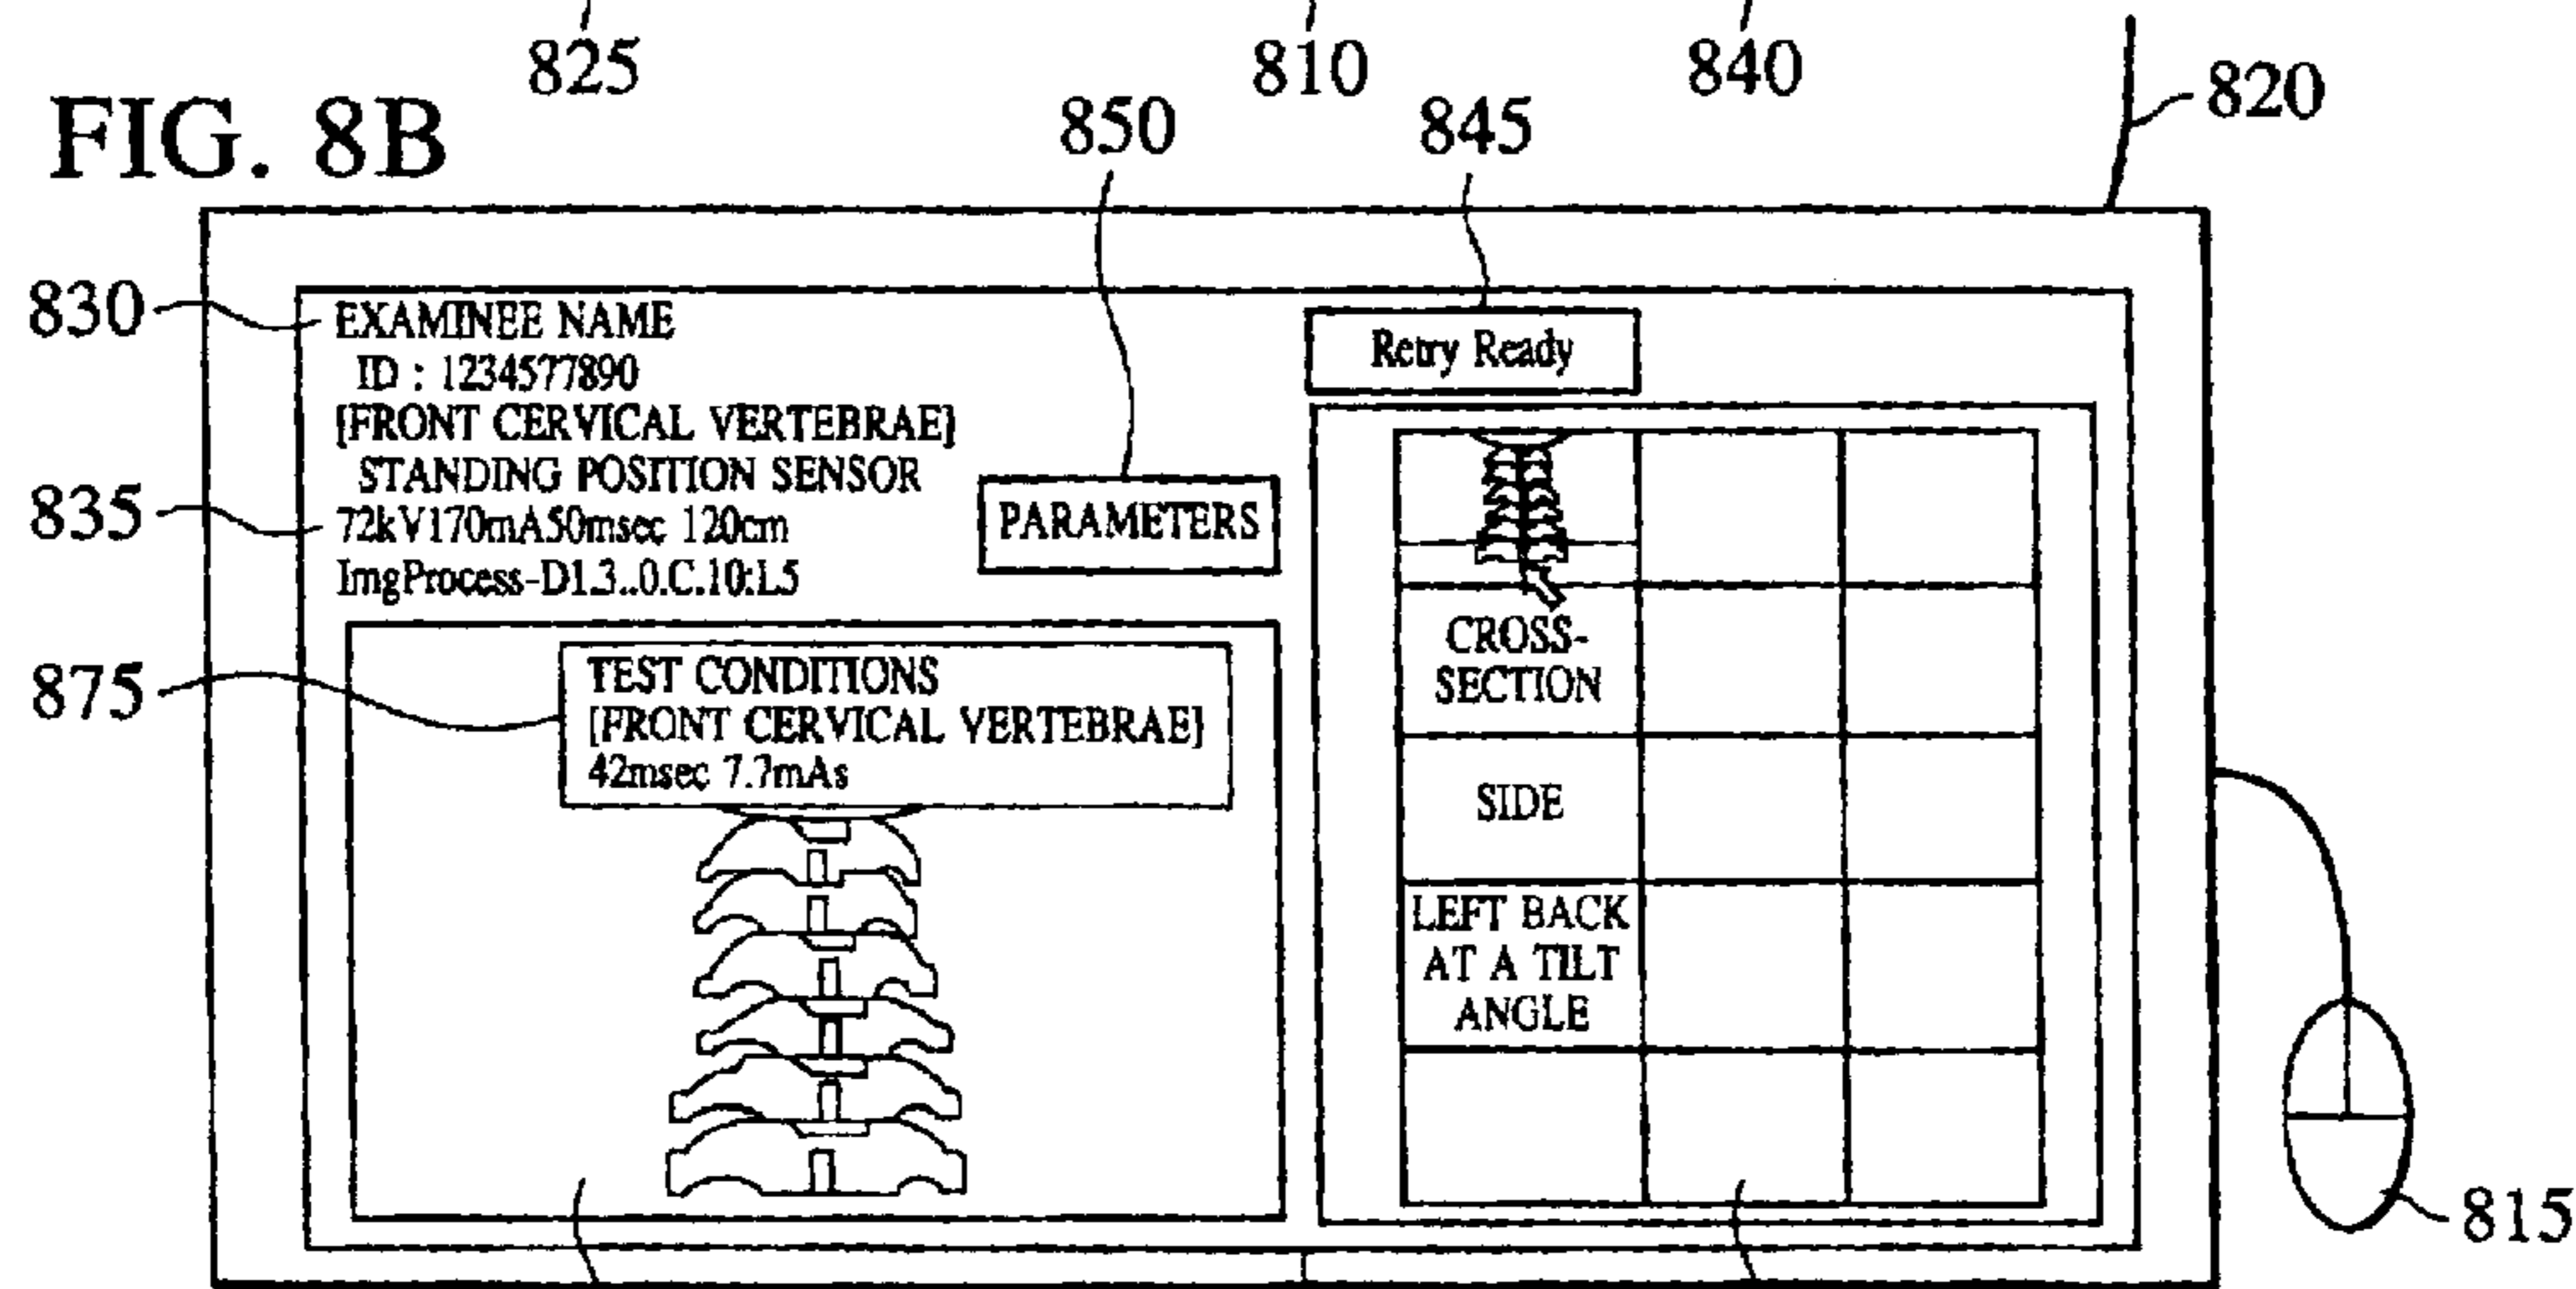 825
810
840
820
FIG. 8B
850
845
830
EXAMINEE NAME
ID : 1234577890
[FRONT CERVICAL VERTEBRAE]
STANDING POSITION SENSOR
835
72kV170mA50msec 120cm
ImgProcess-D1.3..0.C.10:L5
PARAMETERS
Retry Ready
875
TEST CONDITIONS
[FRONT CERVICAL VERTEBRAE]
42msec 7.7mAs
CROSS-
SECTION
SIDE
LEFT BACK
AT A TILT
ANGLE
815